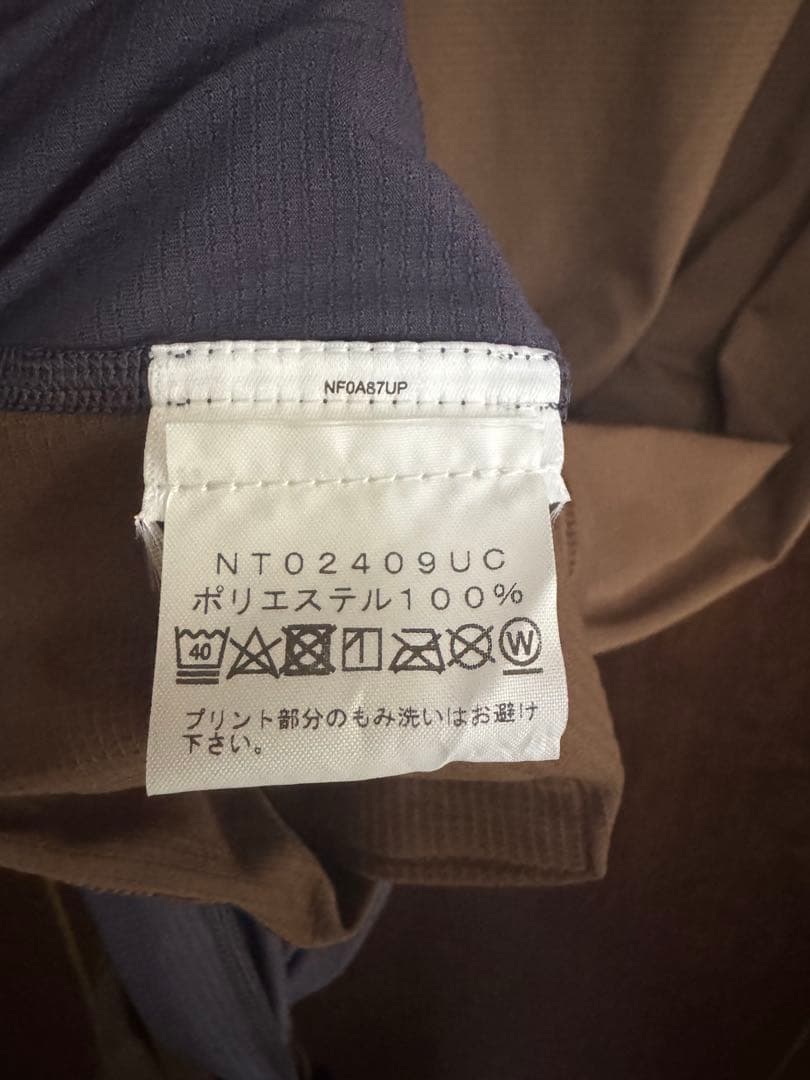 NF0A87UP
NT02409UC
ポリエステル100%
40 W
プリント部分のもみ洗いはお避け
下さい。